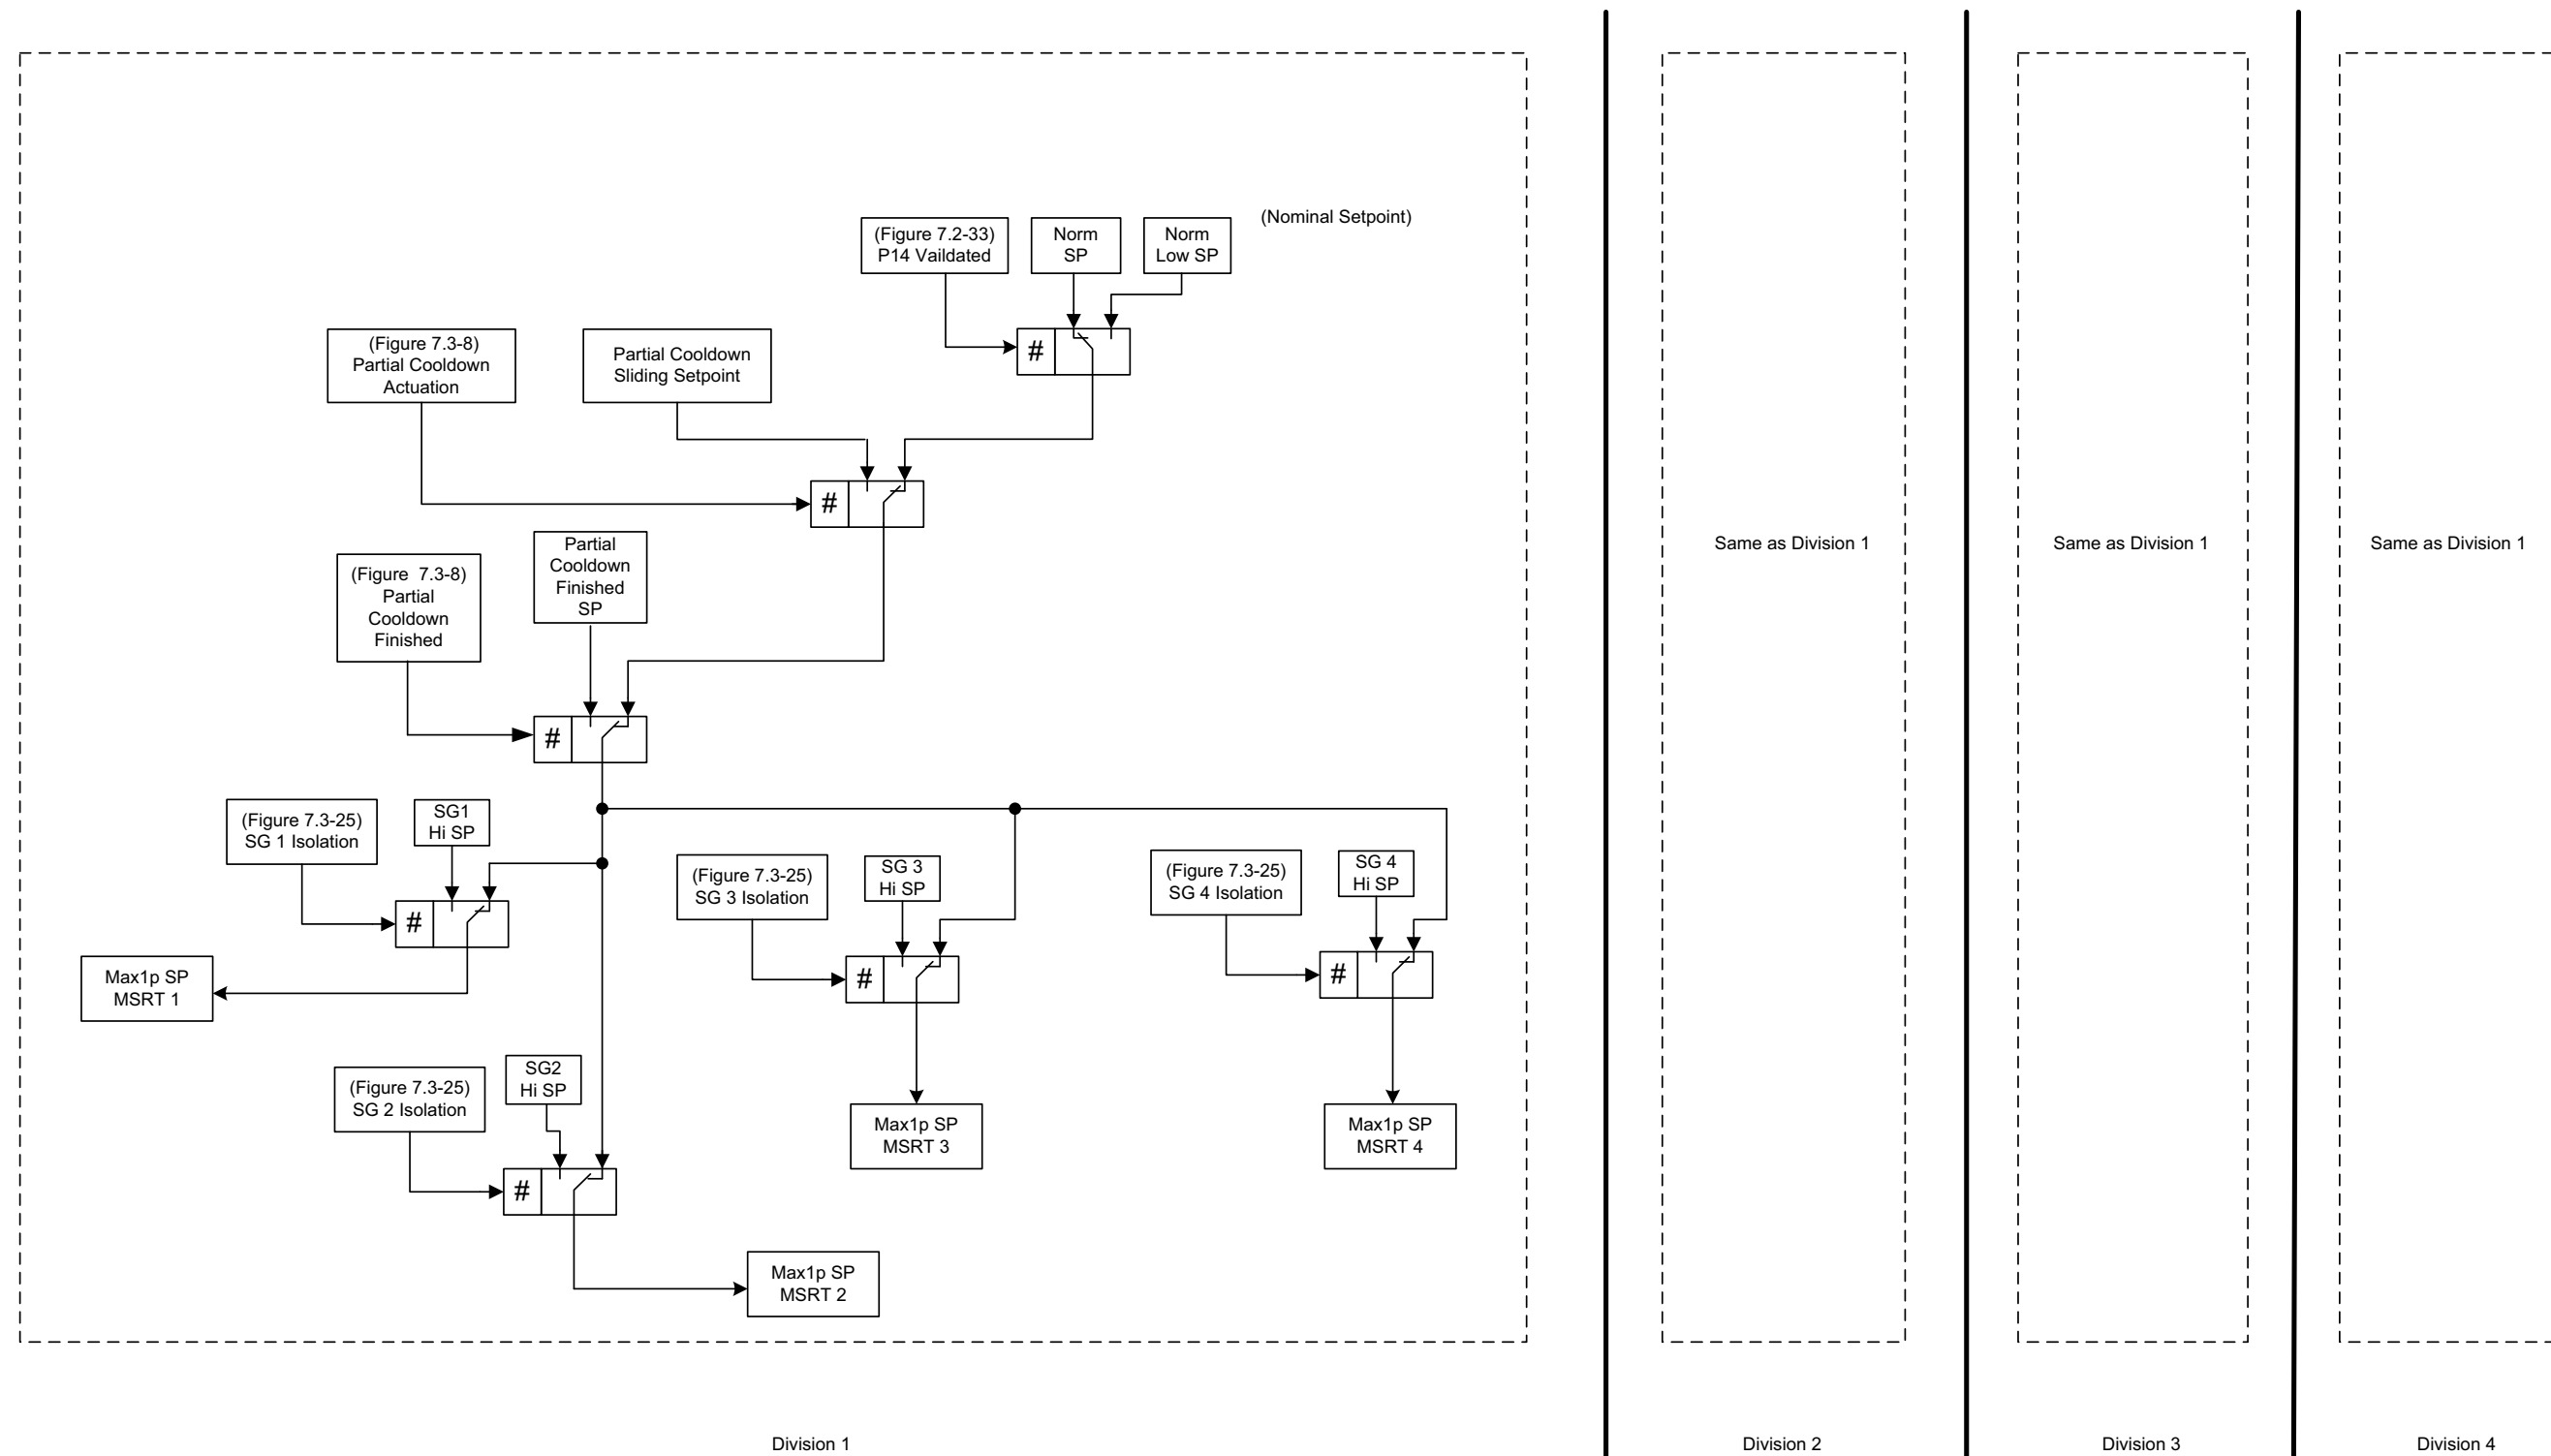 (Nominal Setpoint)
(Figure 7.2-33)
P14 Vaildated
Norm
SP
Norm
Low SP
#
(Figure 7.3-8)
Partial Cooldown
Actuation
Partial Cooldown
Sliding Setpoint
#
(Figure 7.3-8)
Partial
Cooldown
Finished
Partial
Cooldown
Finished
SP
#
(Figure 7.3-25)
SG 1 Isolation
SG1
Hi SP
#
Max1p SP
MSRT 1
(Figure 7.3-25)
SG 2 Isolation
SG2
Hi SP
#
Max1p SP
MSRT 2
(Figure 7.3-25)
SG 3 Isolation
SG 3
Hi SP
#
Max1p SP
MSRT 3
(Figure 7.3-25)
SG 4 Isolation
SG 4
Hi SP
#
Max1p SP
MSRT 4
Division 1
Same as Division 1
Division 2
Same as Division 1
Division 3
Same as Division 1
Division 4